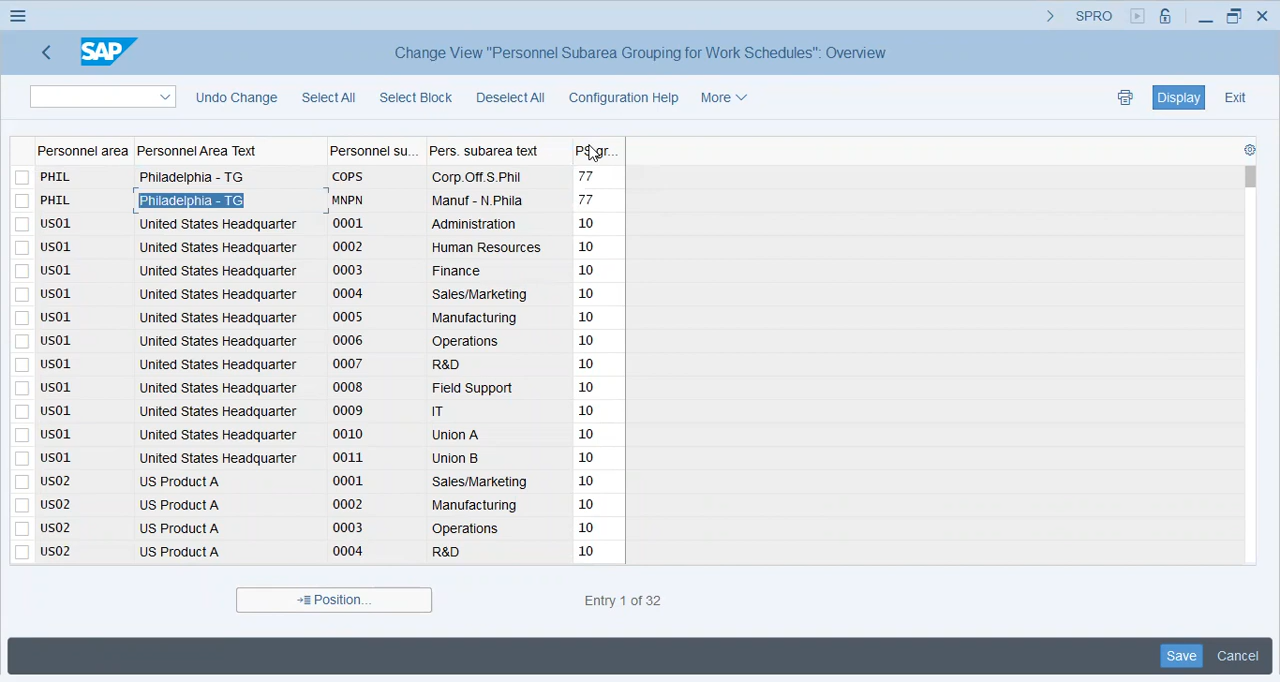 SPRO
SAP
Change View "Personnel Subarea Grouping for Work Schedules": Overview
Undo Change Select All Select Block Deselect All Configuration Help More Display Exit
Personnel area Personnel Area Text Personnel su... Pers. subarea text PS gr...
PHIL Philadelphia - TG COPS Corp.Off.S.Phil 77
PHIL Philadelphia - TG MNPN Manuf - N.Phila 77
US01 United States Headquarter 0001 Administration 10
US01 United States Headquarter 0002 Human Resources 10
US01 United States Headquarter 0003 Finance 10
US01 United States Headquarter 0004 Sales/Marketing 10
US01 United States Headquarter 0005 Manufacturing 10
US01 United States Headquarter 0006 Operations 10
US01 United States Headquarter 0007 R&D 10
US01 United States Headquarter 0008 Field Support 10
US01 United States Headquarter 0009 IT 10
US01 United States Headquarter 0010 Union A 10
US01 United States Headquarter 0011 Union B 10
US02 US Product A 0001 Sales/Marketing 10
US02 US Product A 0002 Manufacturing 10
US02 US Product A 0003 Operations 10
US02 US Product A 0004 R&D 10
Position... Entry 1 of 32
Save Cancel